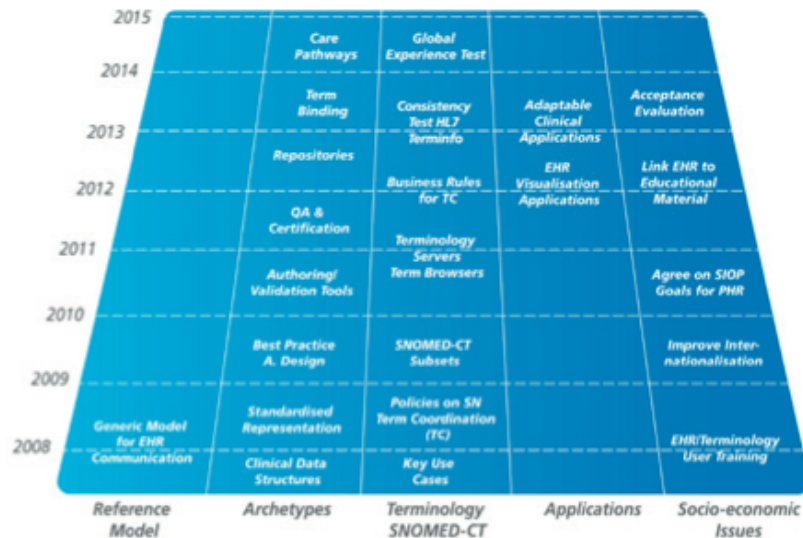 2015
Care
Pathways
Global
Experience Test
2014
Term
Binding
Consistency
Test HL7
Terminfo
Adaptable
Clinical
Applications
Acceptance
Evaluation
2013
Repositories
Business Rules
for TC
EHR
Visualisation
Applications
Link EHR to
Educational
Material
2012
QA &
Certification
Terminology
Servers
Term Browsers
2011
Authoring/
Validation Tools
Agree on SIOP
Goals for PHR
2010
Best Practice
A. Design
SNOMED-CT
Subsets
Improve Inter-
nationalisation
2009
Generic Model
for EHR
Communication
Standardised
Representation
Policies on SN
Term Coordination
(TC)
EHR/Terminology
User Training
2008
Clinical Data
Structures
Key Use
Cases
Reference
Model
Archetypes
Terminology
SNOMED-CT
Applications
Socio-economic
Issues